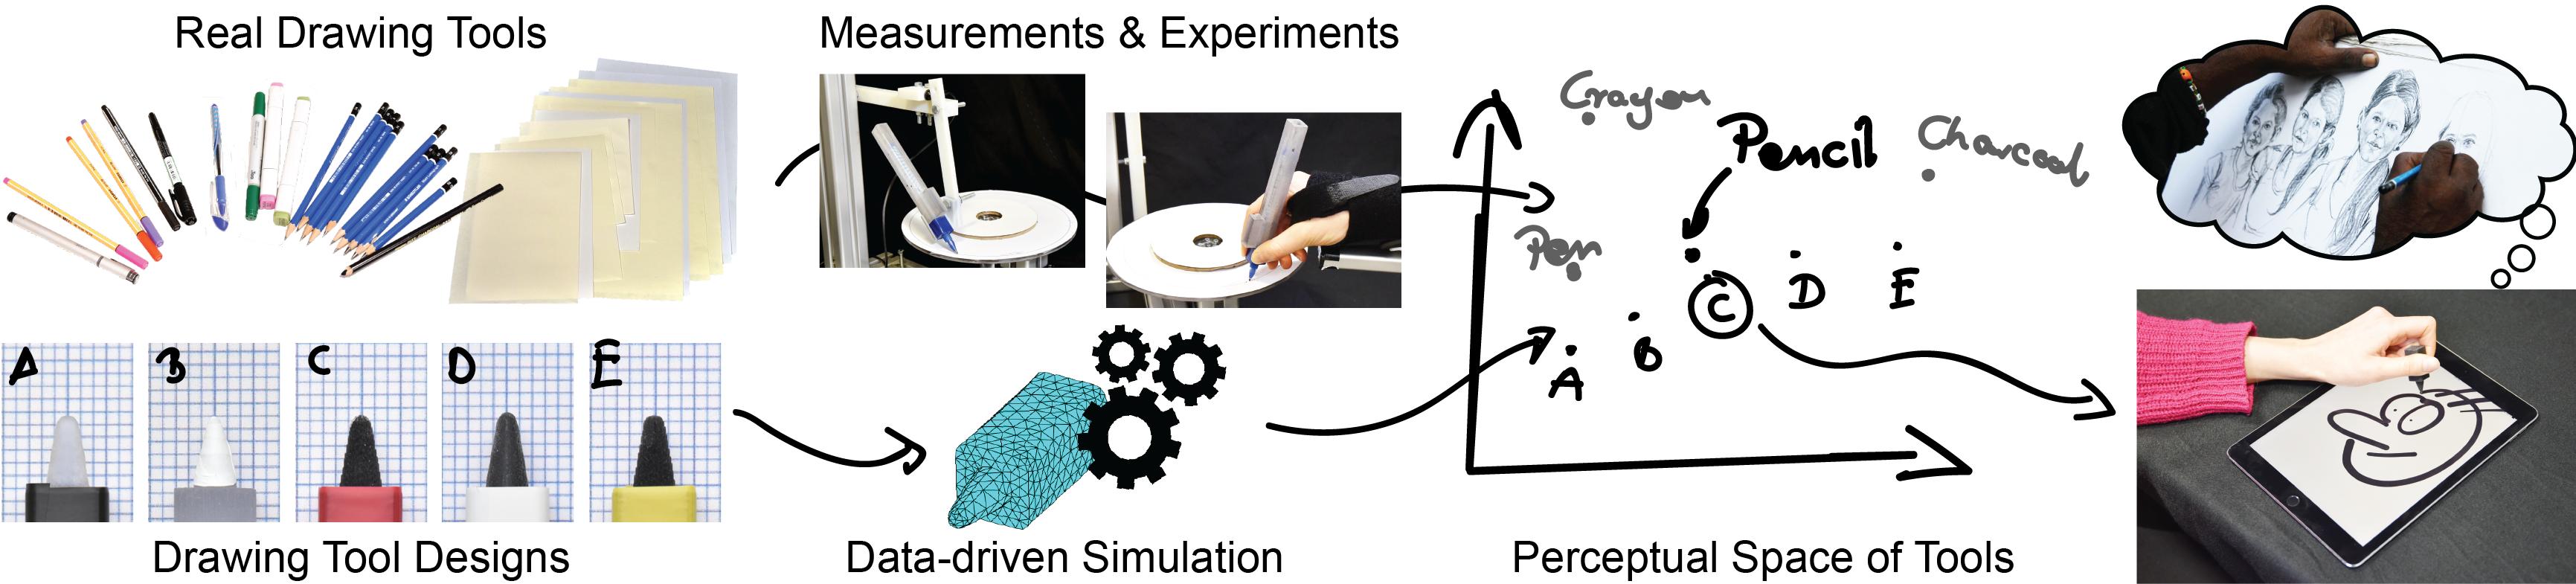 Real Drawing Tools
Measurements & Experiments
Crayon
Pencil
Charcoal
Pen
C
D
E
A
B
A
B
C
D
E
Drawing Tool Designs
Data-driven Simulation
Perceptual Space of Tools